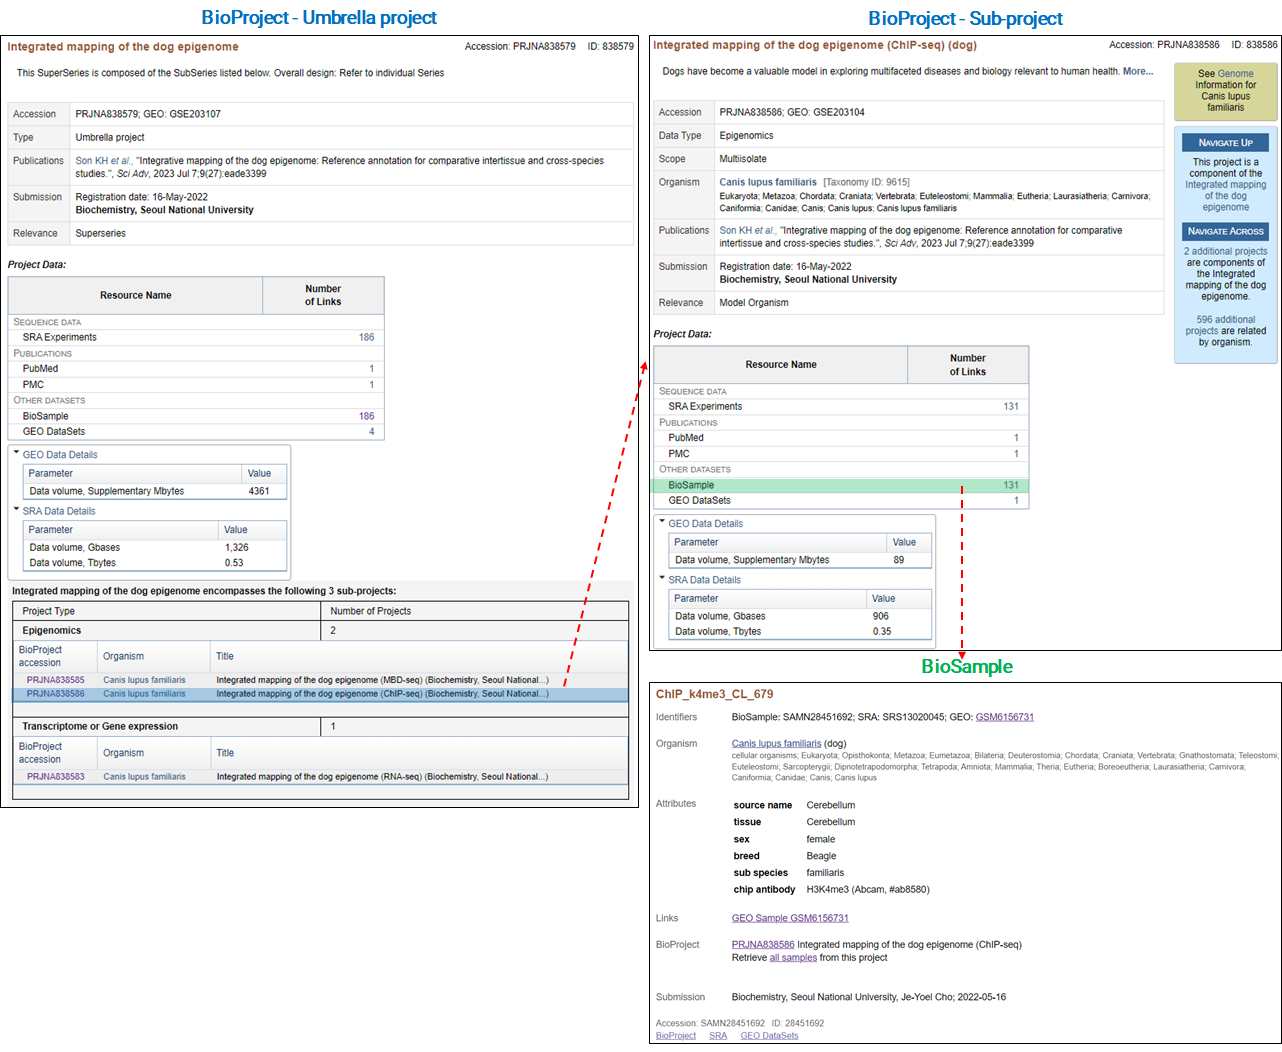 BioProject - Umbrella project
Integrated mapping of the dog epigenome
Accession: PRJNA838579 ID: 838579
This SuperSeries is composed of the SubSeries listed below. Overall design: Refer to individual Series
Accession PRJNA838579; GEO: GSE203107
Type Umbrella project
Publications Son KH et al., "Integrative mapping of the dog epigenome: Reference annotation for comparative intertissue and cross-species
studies.", Sci Adv, 2023 Jul 7;9(27):eade3399
Submission Registration date: 16-May-2022
Biochemistry, Seoul National University
Relevance Superseries
Project Data:
Resource Name Number
of Links
SEQUENCE DATA
SRA Experiments 186
PUBLICATIONS
PubMed 1
PMC 1
OTHER DATASETS
BioSample 186
GEO DataSets 4
GEO Data Details
Parameter Value
Data volume, Supplementary Mbytes 4361
SRA Data Details
Parameter Value
Data volume, Gbases 1,326
Data volume, Tbytes 0.53
Integrated mapping of the dog epigenome encompasses the following 3 sub-projects:
Project Type Number of Projects
Epigenomics 2
BioProject
accession Organism Title
PRJNA838585 Canis lupus familiaris Integrated mapping of the dog epigenome (MBD-seq) (Biochemistry, Seoul National...)
PRJNA838586 Canis lupus familiaris Integrated mapping of the dog epigenome (ChIP-seq) (Biochemistry, Seoul National...)
Transcriptome or Gene expression 1
BioProject
accession Organism Title
PRJNA838583 Canis lupus familiaris Integrated mapping of the dog epigenome (RNA-seq) (Biochemistry, Seoul National...)
BioProject - Sub-project
Integrated mapping of the dog epigenome (ChIP-seq) (dog)
Accession: PRJNA838586 ID: 838586
Dogs have become a valuable model in exploring multifaceted diseases and biology relevant to human health. More...
Accession PRJNA838586; GEO: GSE203104
Data Type Epigenomics
Scope Multiisolate
Organism Canis lupus familiaris [Taxonomy ID: 9615]
Eukaryota; Metazoa; Chordata; Craniata; Vertebrata; Euteleostomi; Mammalia; Eutheria; Laurasiatheria; Carnivora;
Caniformia; Canidae; Canis; Canis lupus; Canis lupus familiaris
Publications Son KH et al., "Integrative mapping of the dog epigenome: Reference annotation for comparative
intertissue and cross-species studies.", Sci Adv, 2023 Jul 7;9(27):eade3399
Submission Registration date: 16-May-2022
Biochemistry, Seoul National University
Relevance Model Organism
See Genome
Information for
Canis lupus
familiaris
NAVIGATE UP
This project is a
component of the
Integrated mapping
of the dog
epigenome
NAVIGATE ACROSS
2 additional projects
are components of
the Integrated
mapping of the dog
epigenome.
596 additional
projects are related
by organism.
Project Data:
Resource Name Number
of Links
SEQUENCE DATA
SRA Experiments 131
PUBLICATIONS
PubMed 1
PMC 1
OTHER DATASETS
BioSample 131
GEO DataSets 1
GEO Data Details
Parameter Value
Data volume, Supplementary Mbytes 89
SRA Data Details
Parameter Value
Data volume, Gbases 906
Data volume, Tbytes 0.35
BioSample
ChIP_k4me3_CL_679
Identifiers BioSample: SAMN28451692; SRA: SRS13020045; GEO: GSM6156731
Organism Canis lupus familiaris (dog)
cellular organisms; Eukaryota; Opisthokonta; Metazoa; Eumetazoa; Bilateria; Deuterostomia; Chordata; Craniata; Vertebrata; Gnathostomata; Teleostomi;
Euteleostomi; Sarcopterygii; Dipnotetrapodomorpha; Tetrapoda; Amniota; Mammalia; Theria; Eutheria; Boreoeutheria; Laurasiatheria; Carnivora;
Caniformia; Canidae; Canis; Canis lupus
Attributes source name Cerebellum
tissue Cerebellum
sex female
breed Beagle
sub species familiaris
chip antibody H3K4me3 (Abcam, #ab8580)
Links GEO Sample GSM6156731
BioProject PRJNA838586 Integrated mapping of the dog epigenome (ChIP-seq)
Retrieve all samples from this project
Submission Biochemistry, Seoul National University, Je-Yoel Cho; 2022-05-16
Accession: SAMN28451692 ID: 28451692
BioProject SRA GEO DataSets